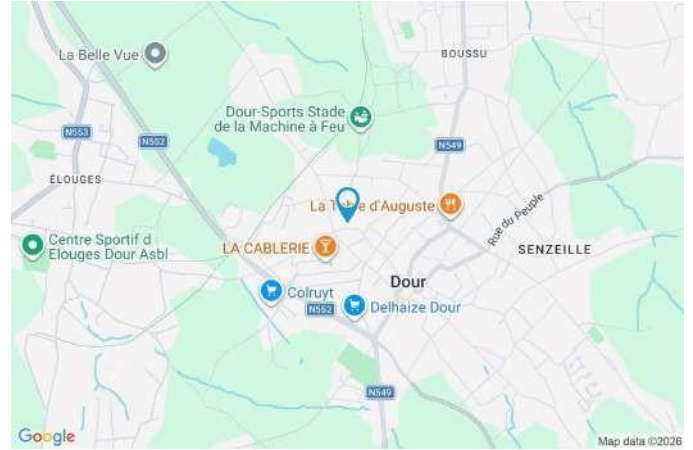 BOUSSU
La Belle Vue
Dour-Sports Stade
de la Machine à Feu
N553
N552
N549
ÉLOUGES
La Table d'Auguste
Rue du Peuple
Centre Sportif d
Elouges Dour Asbl
LA CABLERIE
SENZEILLE
Dour
Colruyt
N552
Delhaize Dour
N549
Google
Map data ©2026